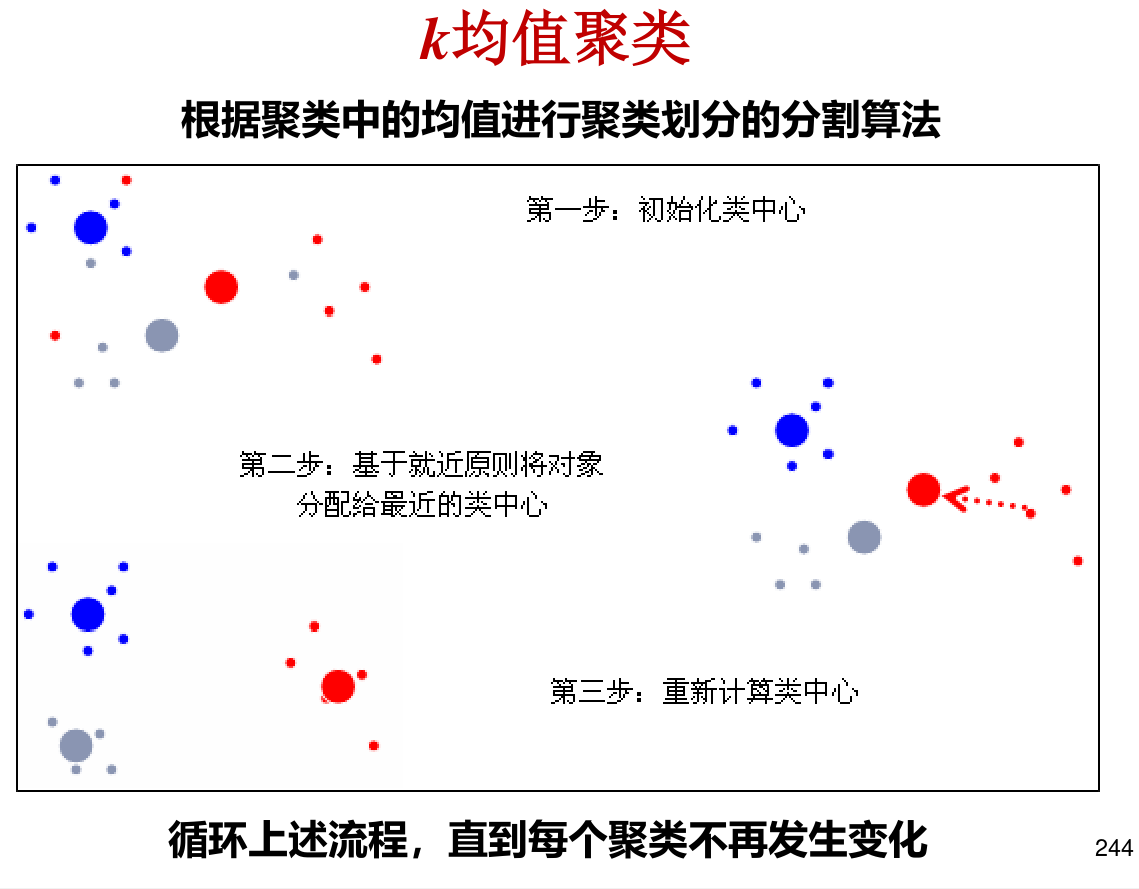 k均值聚类
根据聚类中的均值进行聚类划分的分割算法
第一步：初始化类中心
第二步：基于就近原则将对象
分配给最近的类中心
第三步：重新计算类中心
循环上述流程，直到每个聚类不再发生变化
244